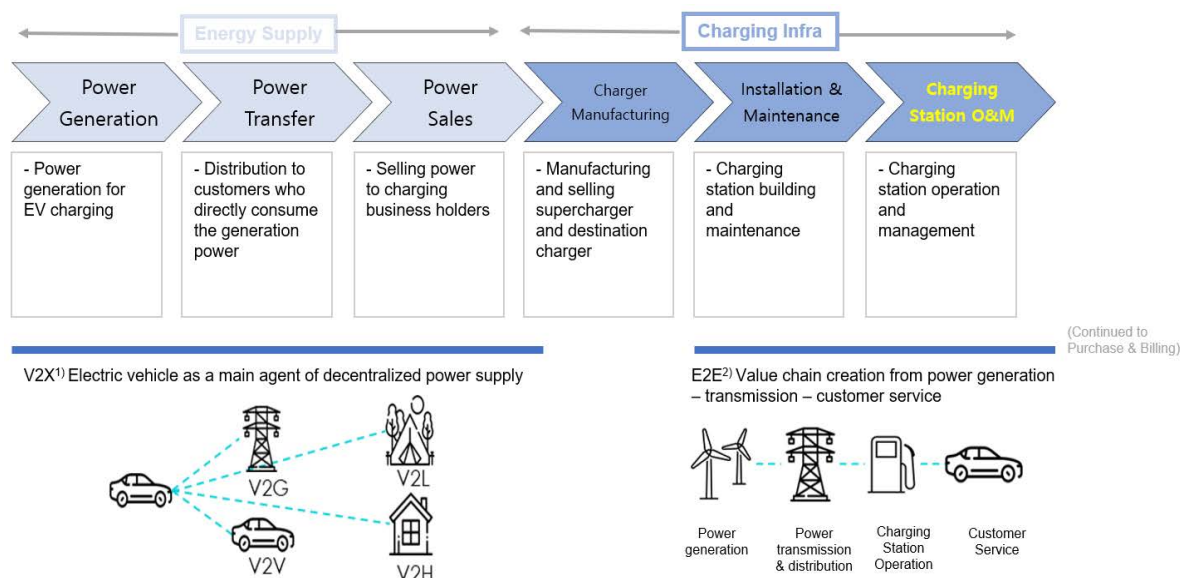 Energy Supply
Charging Infra
Power
Generation
Power
Transfer
Power
Sales
Charger
Manufacturing
Installation &
Maintenance
Charging
Station O&M
- Power
generation for
EV charging
- Distribution to
customers who
directly consume
the generation
power
- Selling power
to charging
business holders
- Manufacturing
and selling
supercharger
and destination
charger
- Charging
station building
and
maintenance
- Charging
station operation
and
management
(Continued to
Purchase & Billing)
V2X1) Electric vehicle as a main agent of decentralized power supply
V2G
V2L
V2V
V2H
E2E2) Value chain creation from power generation
– transmission – customer service
Power
generation
Power
transmission
& distribution
Charging
Station
Operation
Customer
Service